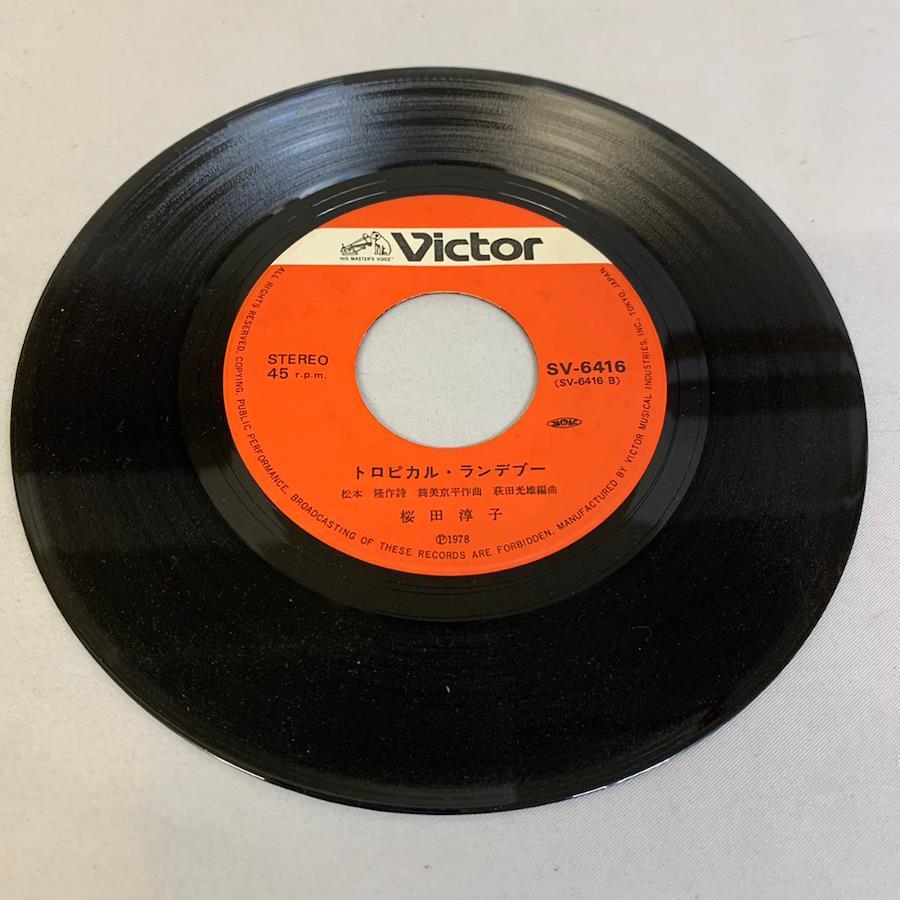 Victor
"HIS MASTER'S VOICE"
STEREO
45 r.p.m.
SV-6416
(SV-6416 B)
JASRAC
トロピカル・ランデブー
松本 隆作詩 筒美京平作曲 萩田光雄編曲
桜田淳子
Ⓟ1978
ALL RIGHTS RESERVED. COPYING, PUBLIC PERFORMANCE, BROADCASTING OF THESE RECORDS ARE FORBIDDEN. MANUFACTURED BY VICTOR MUSICAL INDUSTRIES, INC., TOKYO, JAPAN.